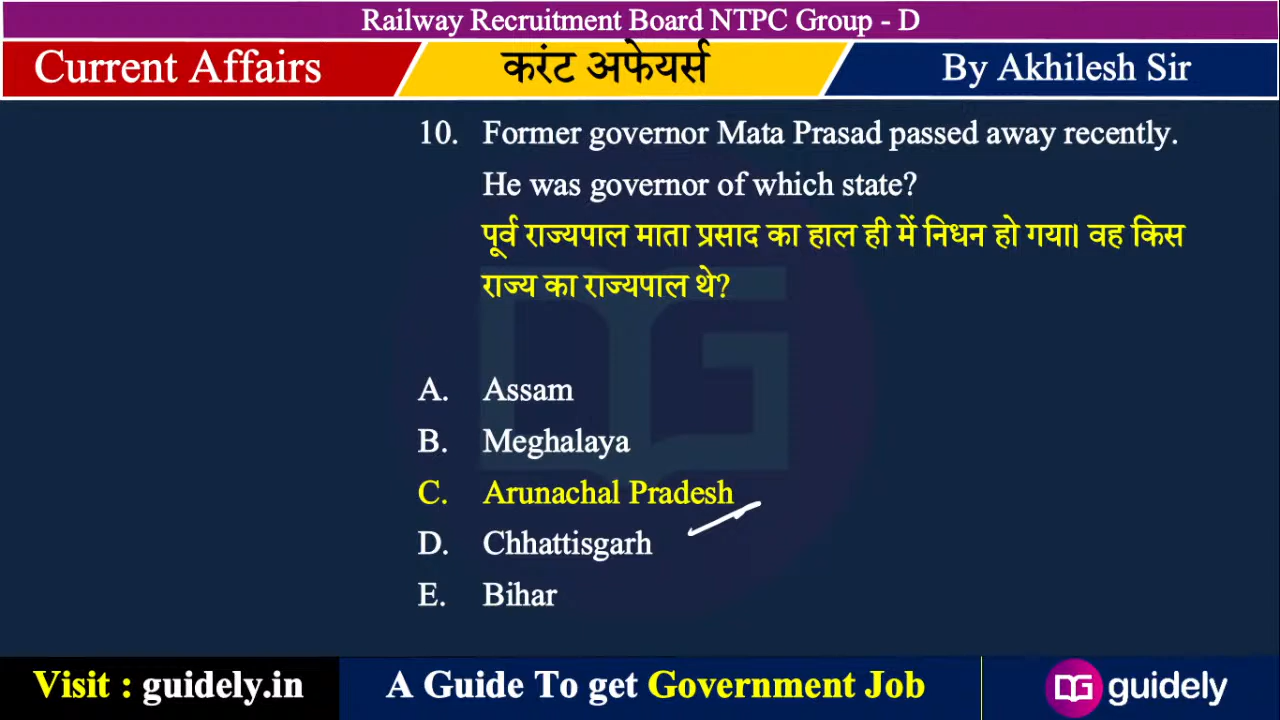 Railway Recruitment Board NTPC Group - D
Current Affairs
करंट अफेयर्स
By Akhilesh Sir
10. Former governor Mata Prasad passed away recently.
He was governor of which state?
पूर्व राज्यपाल माता प्रसाद का हाल ही में निधन हो गया। वह किस
राज्य का राज्यपाल थे?
A. Assam
B. Meghalaya
C. Arunachal Pradesh
D. Chhattisgarh
E. Bihar
Visit : guidely.in
A Guide To get Government Job
DG guidely